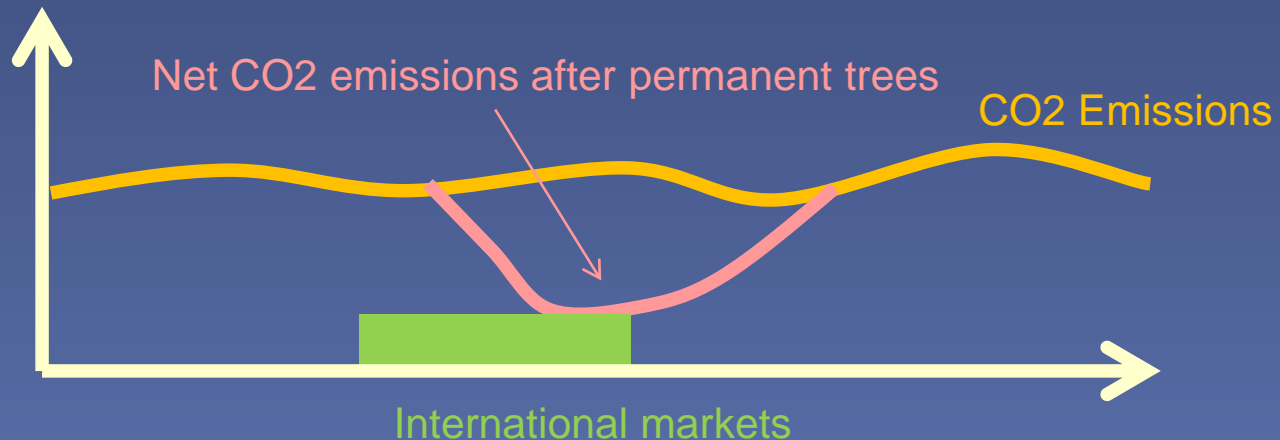 Net CO2 emissions after permanent trees
CO2 Emissions
International markets